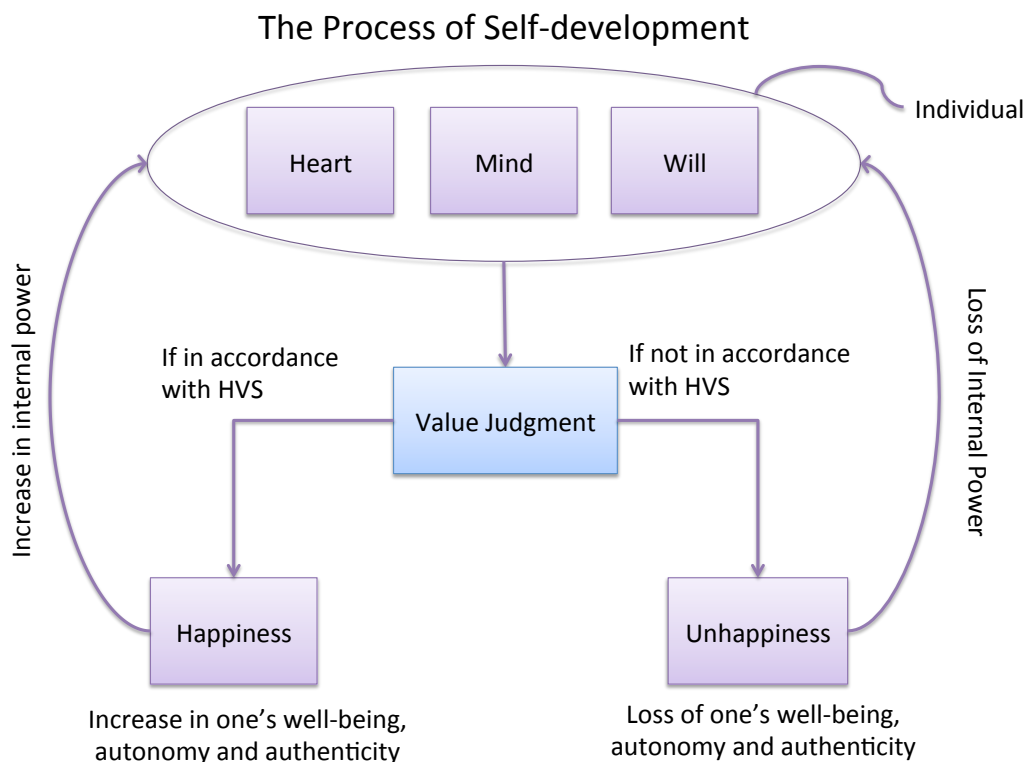 The Process of Self-development
Individual
Heart
Mind
Will
Increase in internal power
Loss of Internal Power
If in accordance
with HVS
If not in accordance
with HVS
Value Judgment
Happiness
Unhappiness
Increase in one’s well-being,
autonomy and authenticity
Loss of one’s well-being,
autonomy and authenticity